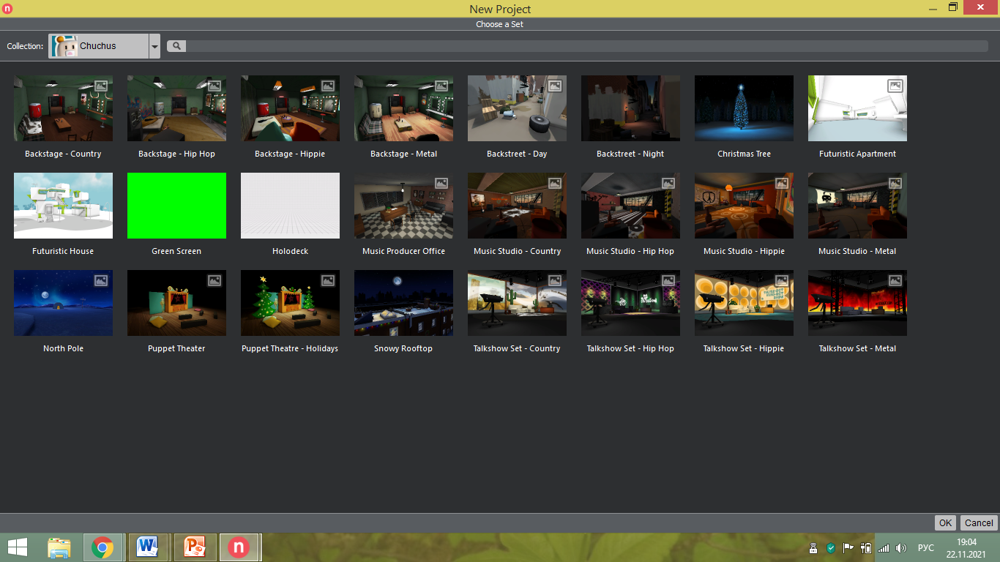 n
New Project
Choose a Set
Collection:
Chuchus
Backstage - Country
Backstage - Hip Hop
Backstage - Hippie
Backstage - Metal
Backstreet - Day
Backstreet - Night
Christmas Tree
Futuristic Apartment
Futuristic House
Green Screen
Holodeck
Music Producer Office
Music Studio - Country
Music Studio - Hip Hop
Music Studio - Hippie
Music Studio - Metal
North Pole
Puppet Theater
Puppet Theatre - Holidays
Snowy Rooftop
Talkshow Set - Country
Talkshow Set - Hip Hop
Talkshow Set - Hippie
Talkshow Set - Metal
OK
Cancel
W
P
n
РУС
19:04
22.11.2021